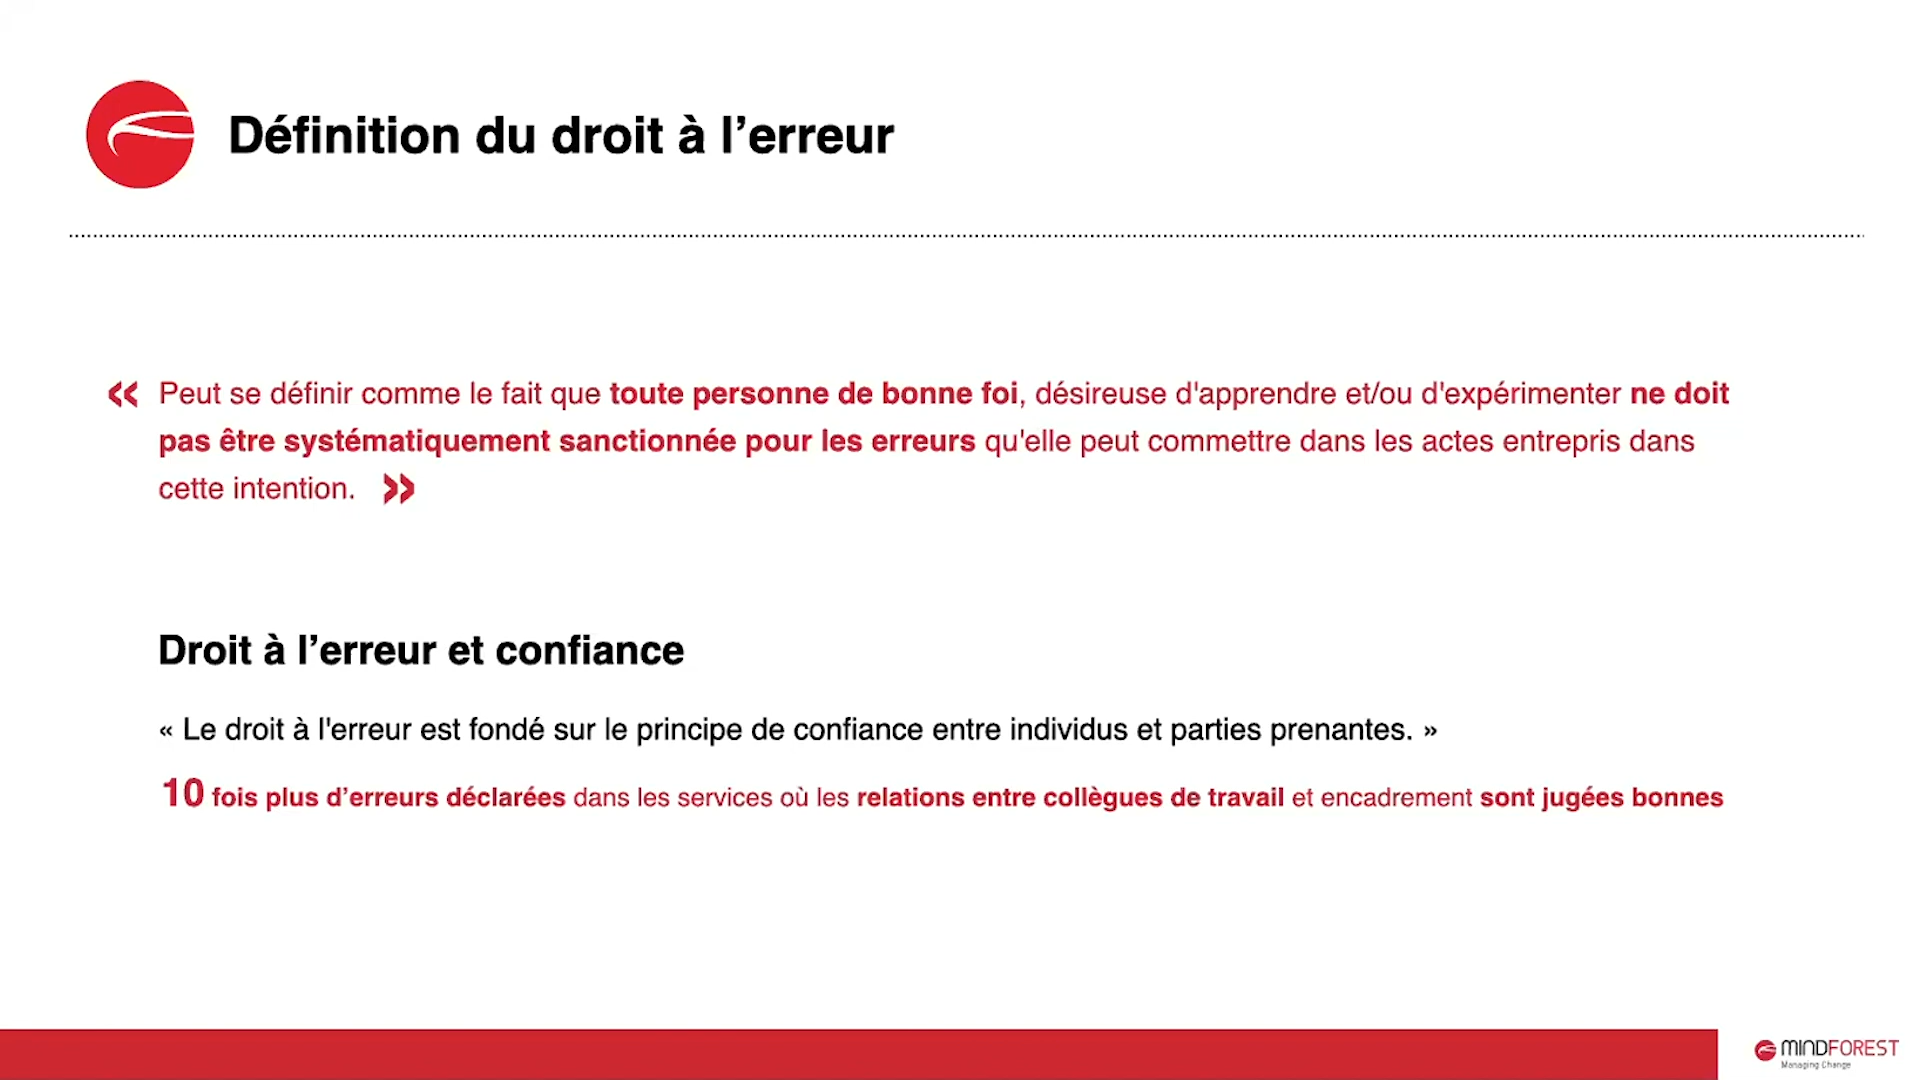 Définition du droit à l’erreur
« Peut se définir comme le fait que toute personne de bonne foi, désireuse d'apprendre et/ou d'expérimenter ne doit
pas être systématiquement sanctionnée pour les erreurs qu'elle peut commettre dans les actes entrepris dans
cette intention. »
Droit à l’erreur et confiance
« Le droit à l'erreur est fondé sur le principe de confiance entre individus et parties prenantes. »
10 fois plus d’erreurs déclarées dans les services où les relations entre collègues de travail et encadrement sont jugées bonnes
MINDFOREST
Managing Change